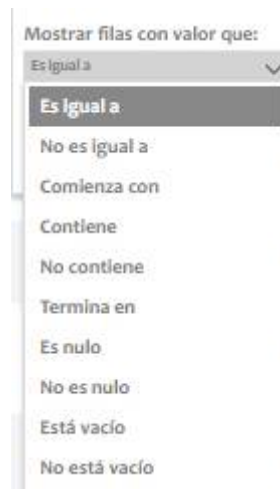 Mostrar filas con valor que:
Es igual a
Es igual a
No es igual a
Comienza con
Contiene
No contiene
Termina en
Es nulo
No es nulo
Está vacío
No está vacío